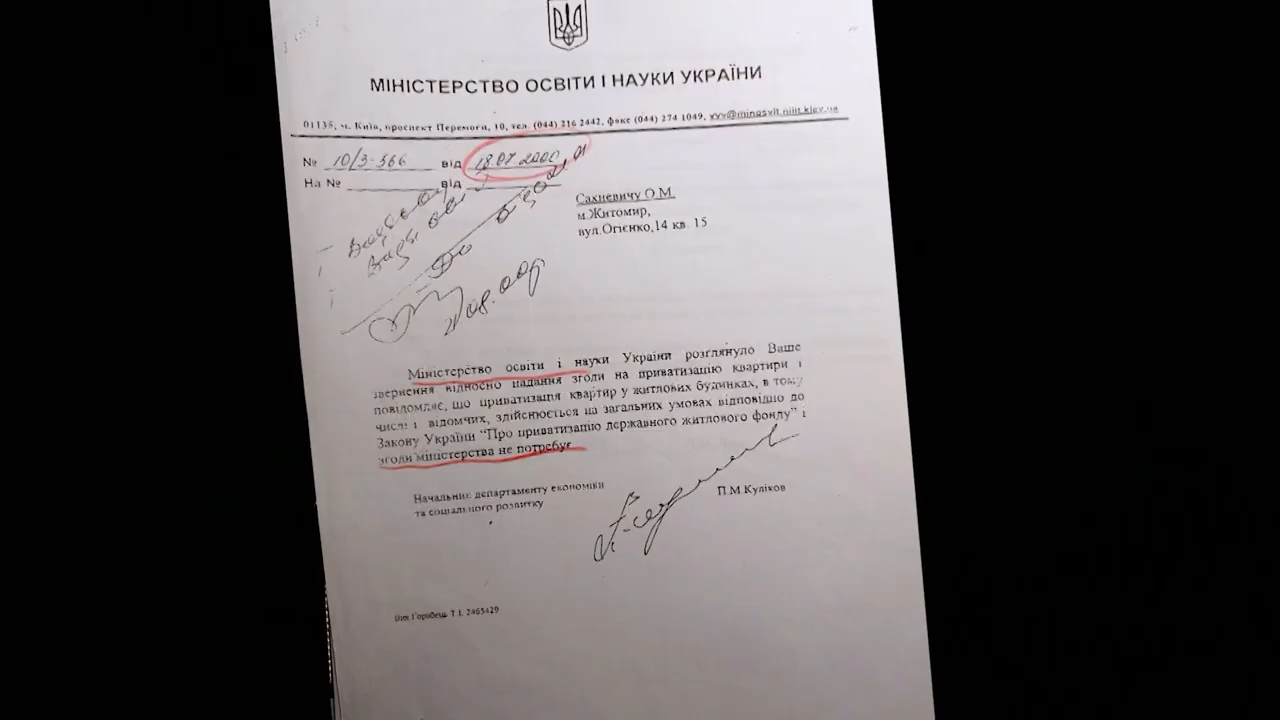 МІНІСТЕРСТВО ОСВІТИ І НАУКИ УКРАЇНИ
01135, м. Київ, проспект Перемоги, 10, тел. (044) 216 2442, факс (044) 274 1049,
№ 10/3-366 від 18.07.2000
На № від
Сахневичу О.М.
м.Житомир,
вул.Огієнко,14 кв. 15
Міністерство освіти і науки України розглянуло Ваше
звернення відносно надання згоди на приватизацію квартири і
повідомляє, що приватизація квартир у житлових будинках, в тому
числі і відомчих, здійснюється на загальних умовах відповідно до
Закону України “Про приватизацію державного житлового фонду” і
згоди міністерства не потребує
Начальник департаменту економіки
та соціального розвитку
П.М.Куліков
Вик Горобець Т.І. 2465429